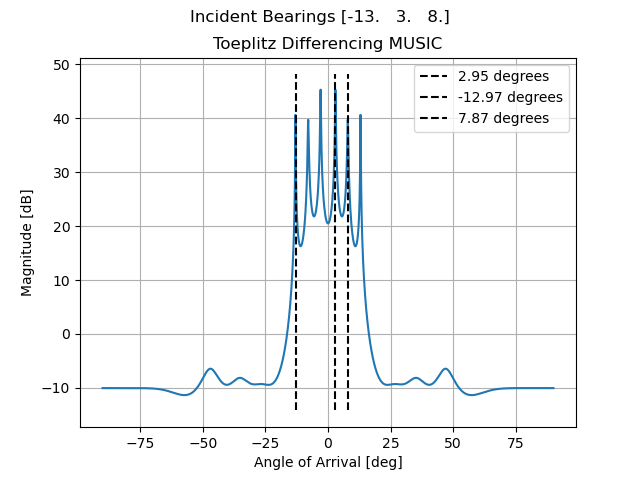 Incident Bearings [-13. 3. 8.]
Toeplitz Differencing MUSIC
50
40
30
20
10
0
−10
Magnitude [dB]
2.95 degrees
-12.97 degrees
7.87 degrees
−75 −50 −25 0 25 50 75
Angle of Arrival [deg]